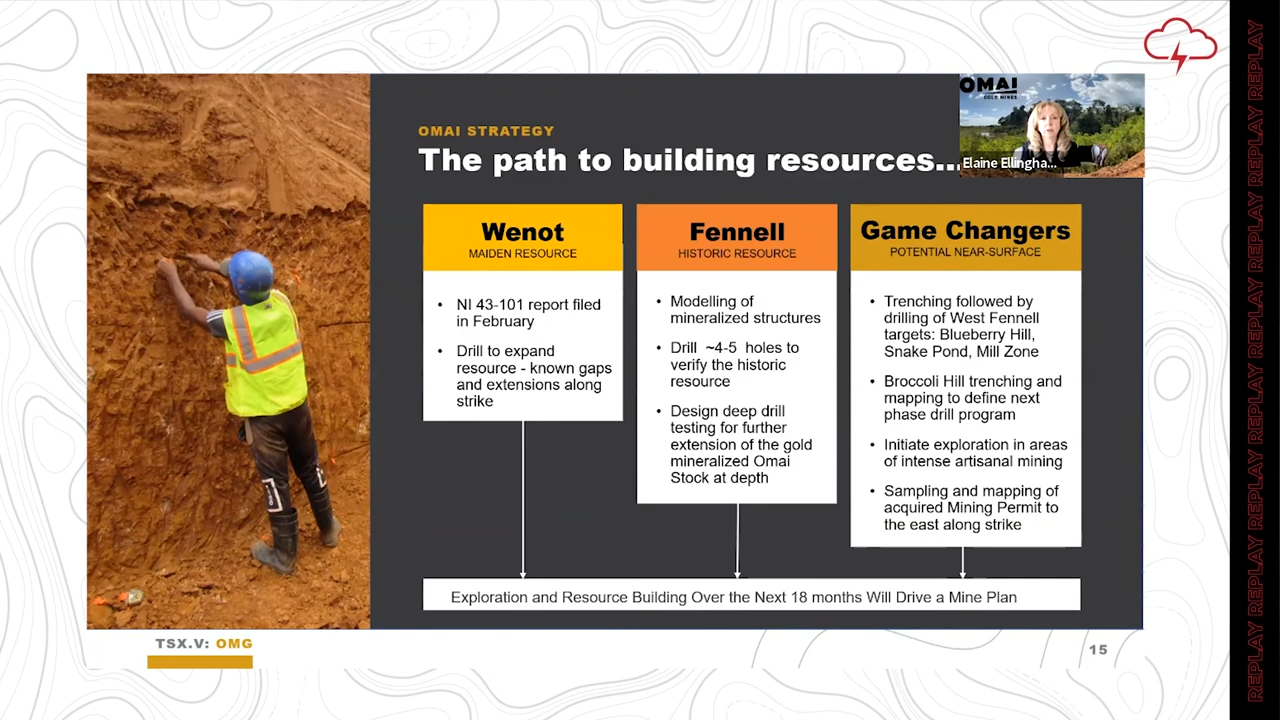 OMAI STRATEGY
The path to building resources...
OMAI
GOLD MINES
Elaine Ellingha...
Wenot
MAIDEN RESOURCE
• NI 43-101 report filed
in February
• Drill to expand
resource - known gaps
and extensions along
strike
Fennell
HISTORIC RESOURCE
• Modelling of
mineralized structures
• Drill ~4-5 holes to
verify the historic
resource
• Design deep drill
testing for further
extension of the gold
mineralized Omai
Stock at depth
Game Changers
POTENTIAL NEAR-SURFACE
• Trenching followed by
drilling of West Fennell
targets: Blueberry Hill,
Snake Pond, Mill Zone
• Broccoli Hill trenching and
mapping to define next
phase drill program
• Initiate exploration in areas
of intense artisanal mining
• Sampling and mapping of
acquired Mining Permit to
the east along strike
Exploration and Resource Building Over the Next 18 months Will Drive a Mine Plan
TSX.V: OMG
15
REPLAY REPLAY REPLAY REPLAY REPLAY REPLAY REPLAY REPLAY